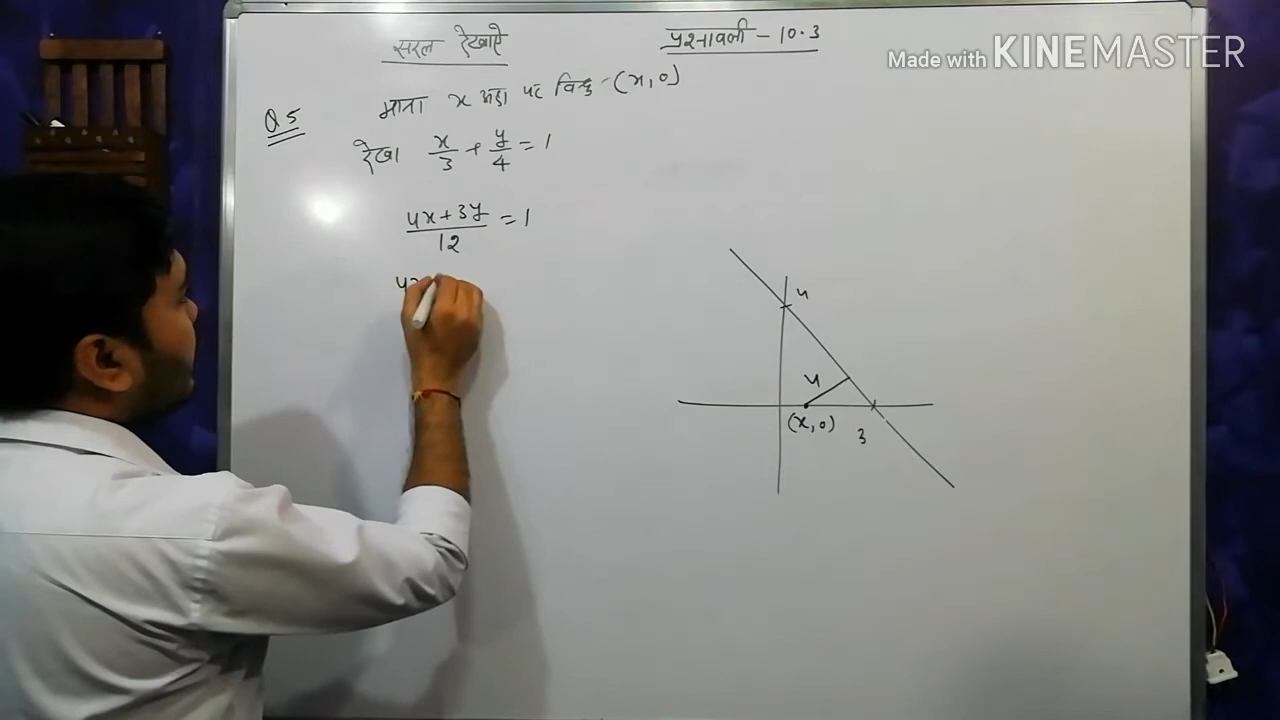 सरल रेखाऐ
प्रश्नावली - 10.3
Made with KINEMASTER
Q5
माना x अक्ष पर बिन्दु - (x, 0)
रेखा x/3 + y/4 = 1
4x + 3y/12 = 1
4x
4
4
(x, 0)
3